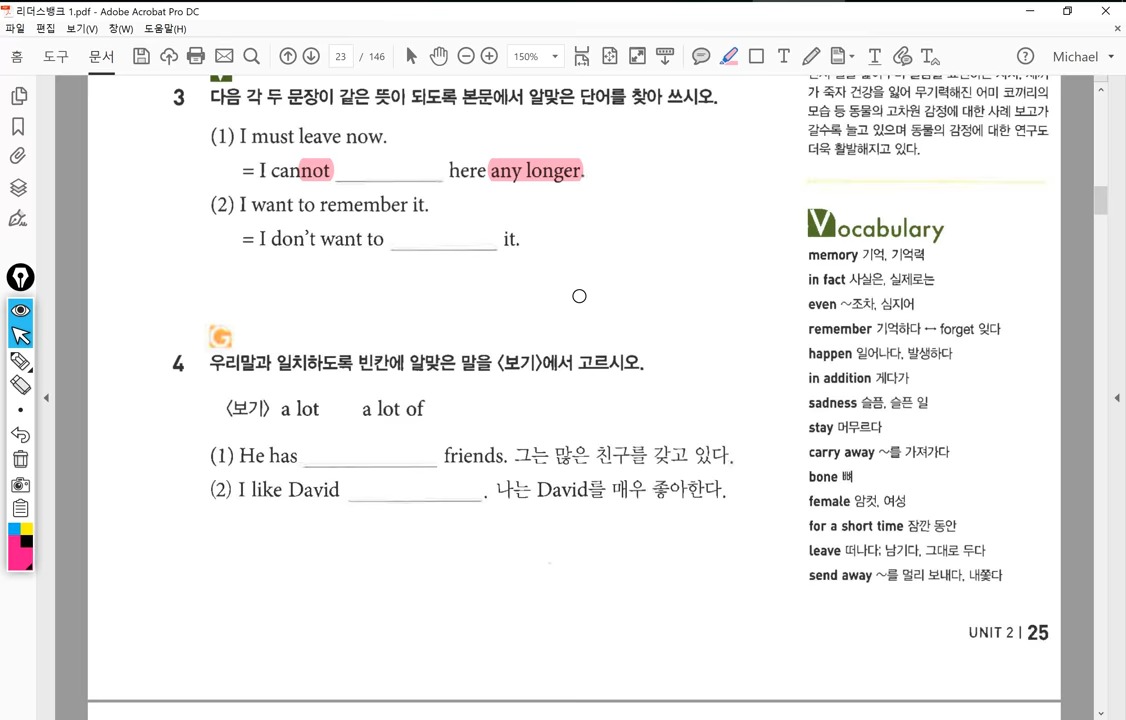 리더스뱅크 1.pdf - Adobe Acrobat Pro DC
파일 편집 보기(V) 창(W) 도움말(H)
홈 도구 문서 23 / 146 150% Michael
3 다음 각 두 문장이 같은 뜻이 되도록 본문에서 알맞은 단어를 찾아 쓰시오.
(1) I must leave now.
= I cannot ____________ here any longer.
(2) I want to remember it.
= I don't want to ____________ it.
G
4 우리말과 일치하도록 빈칸에 알맞은 말을 〈보기〉에서 고르시오.
〈보기〉 a lot a lot of
(1) He has ____________ friends. 그는 많은 친구를 갖고 있다.
(2) I like David ____________ . 나는 David를 매우 좋아한다.
가 죽자 건강을 잃어 무기력해진 어미 코끼리의
모습 등 동물의 고차원 감정에 대한 사례 보고가
갈수록 늘고 있으며 동물의 감정에 대한 연구도
더욱 활발해지고 있다.
Vocabulary
memory 기억, 기억력
in fact 사실은, 실제로는
even ~조차, 심지어
remember 기억하다 ↔ forget 잊다
happen 일어나다, 발생하다
in addition 게다가
sadness 슬픔, 슬픈 일
stay 머무르다
carry away ~를 가져가다
bone 뼈
female 암컷, 여성
for a short time 잠깐 동안
leave 떠나다; 남기다, 그대로 두다
send away ~를 멀리 보내다, 내쫓다
UNIT 2 | 25